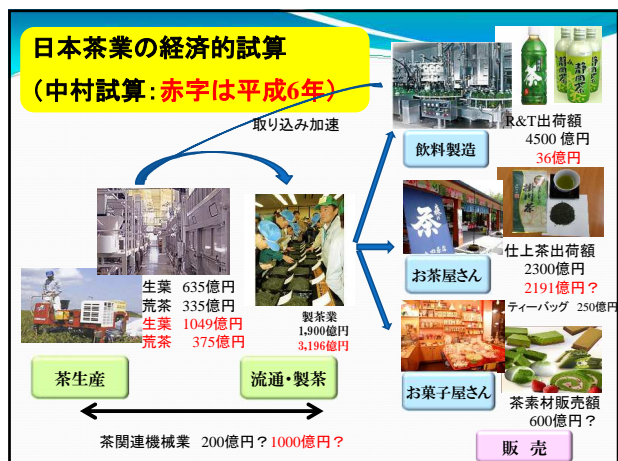 日本茶業の経済的試算
（中村試算：赤字は平成6年）
取り込み加速
茶
静岡茶
静岡茶
R&T出荷額
4500 億円
36億円
飲料製造
茶
お茶屋さん
仕上茶出荷額
2300億円
2191億円？
ティーバッグ 250億円
生葉 635億円
荒茶 335億円
生葉 1049億円
荒茶 375億円
製茶業
1,900億円
3,196億円
茶生産
流通・製茶
お菓子屋さん
茶素材販売額
600億円？
茶関連機械業 200億円？1000億円？
販 売